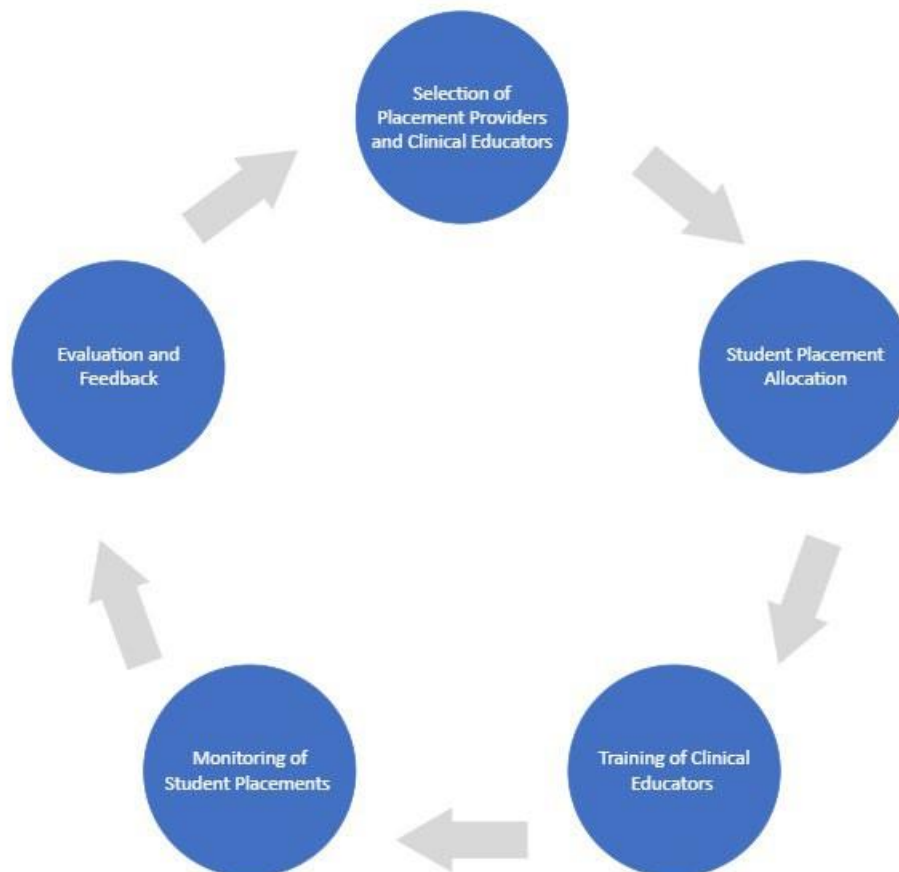 Selection of
Placement Providers
and Clinical Educators
Student Placement
Allocation
Training of Clinical
Educators
Monitoring of
Student Placements
Evaluation and
Feedback